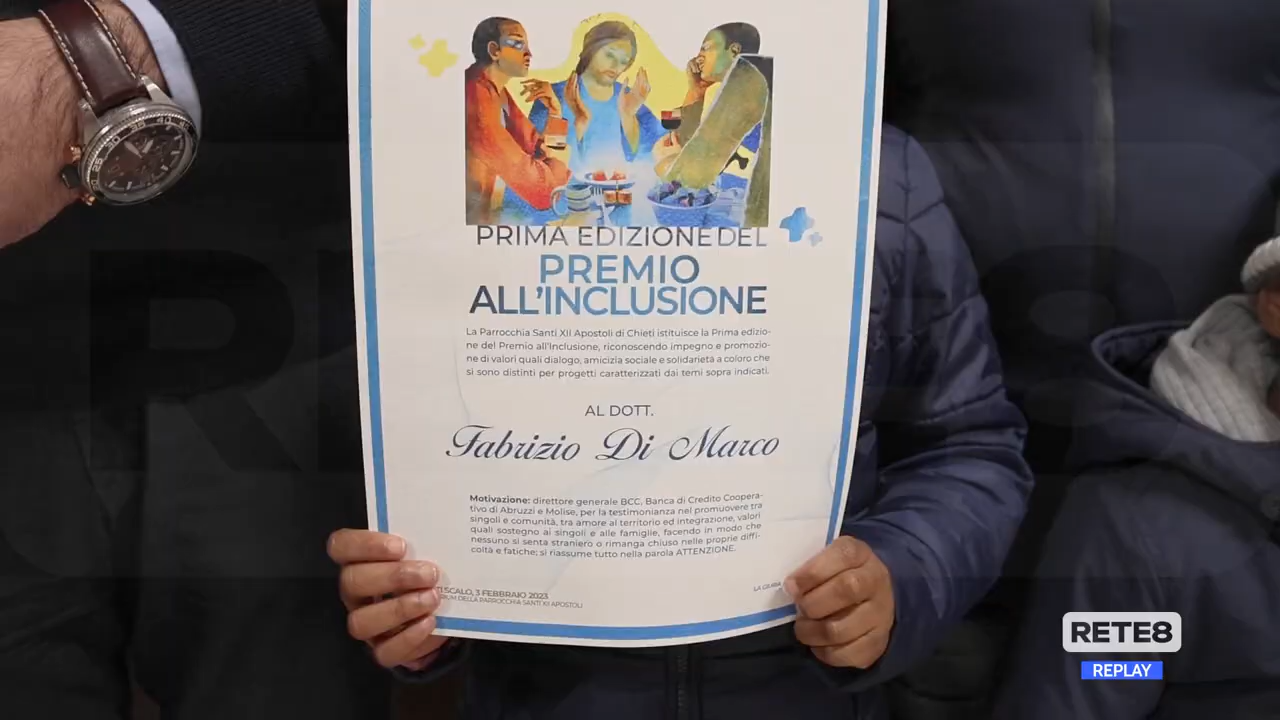 PRIMA EDIZIONE DEL
PREMIO
ALL'INCLUSIONE
La Parrocchia Santi XII Apostoli di Chieti istituisce la Prima edizio-
ne del Premio all'Inclusione, riconoscendo impegno e promozio-
ne di valori quali dialogo, amicizia sociale e solidarietà a coloro che
si sono distinti per progetti caratterizzati dai temi sopra indicati.
AL DOTT.
Fabrizio Di Marco
Motivazione: direttore generale BCC, Banca di Credito Coopera-
tivo di Abruzzi e Molise, per la testimonianza nel promuovere tra
singoli e comunità, tra amore al territorio ed integrazione, valori
quali sostegno ai singoli e alle famiglie, facendo in modo che
nessuno si senta straniero o rimanga chiuso nelle proprie diffi-
coltà e fatiche; si riassume tutto nella parola ATTENZIONE.
SCALO, 3 FEBBRAIO 2023
DELLA PARROCCHIA SANTI XII APOSTOLI
LA GIURIA
RETE8
REPLAY